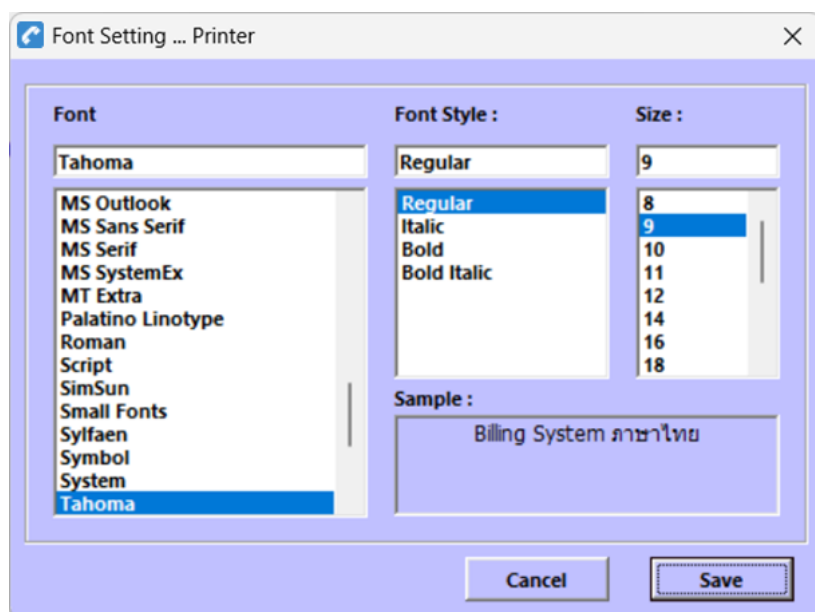 Font Setting ... Printer
Font
Font Style :
Size :
Tahoma
Regular
9
MS Outlook
MS Sans Serif
MS Serif
MS SystemEx
MT Extra
Palatino Linotype
Roman
Script
SimSun
Small Fonts
Sylfaen
Symbol
System
Tahoma
Regular
Italic
Bold
Bold Italic
8
9
10
11
12
14
16
18
Sample :
Billing System ภาษาไทย
Cancel
Save